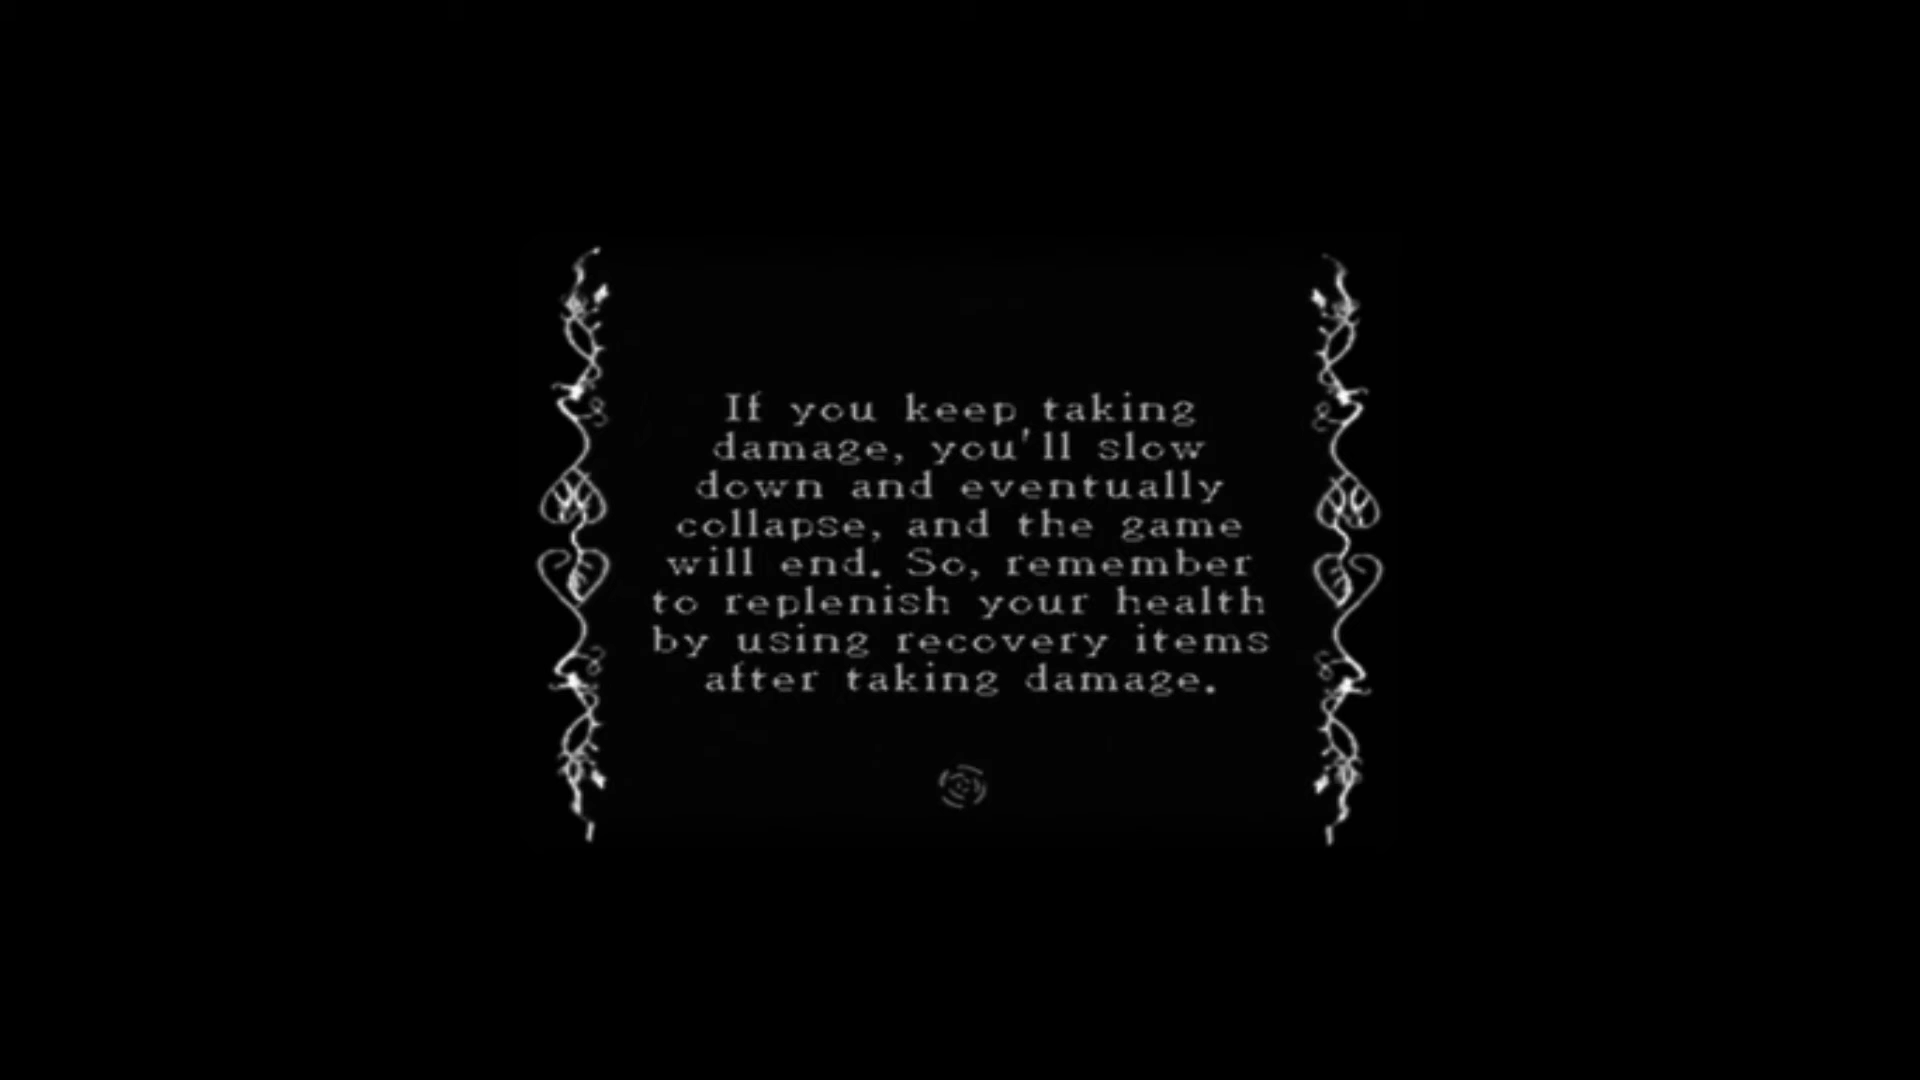 If you keep taking
damage, you'll slow
down and eventually
collapse, and the game
will end. So, remember
to replenish your health
by using recovery items
after taking damage.